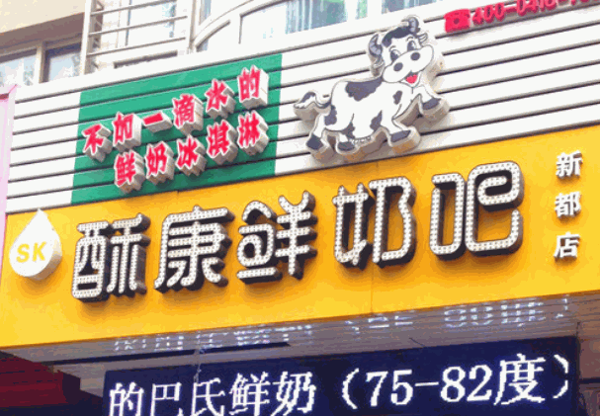 不加一滴水的
鲜奶冰淇淋
SK
酥康鲜奶吧
新都店
的巴氏鲜奶（75-82度）